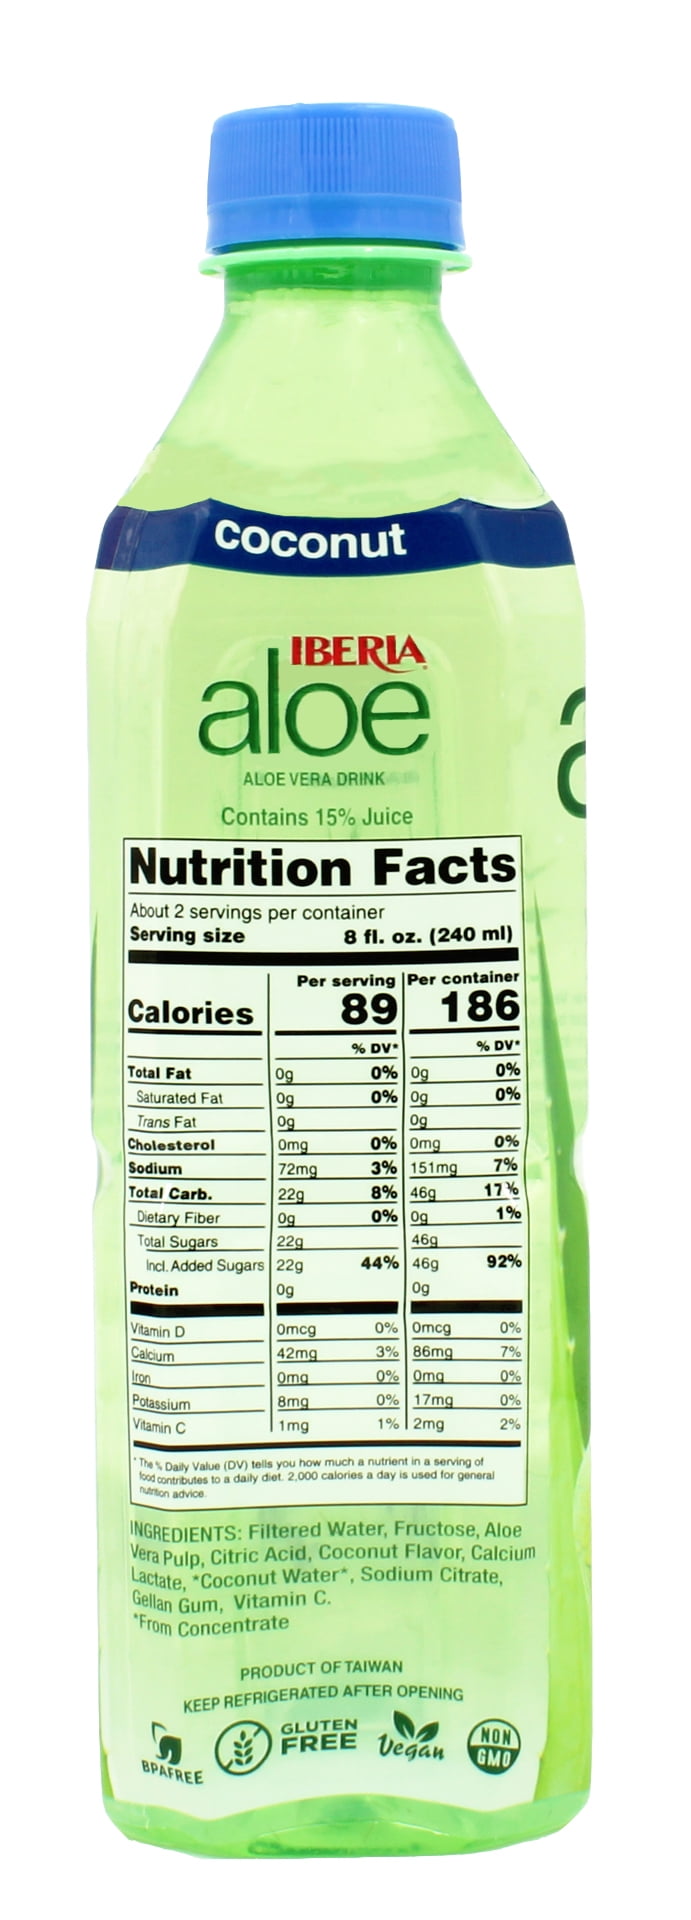 coconut
IBERIA
aloe
ALOE VERA DRINK
Contains 15% Juice
Nutrition Facts
About 2 servings per container
Serving size 8 fl. oz. (240 ml)
Per serving Per container
Calories 89 186
% DV* % DV*
Total Fat 0g 0% 0g 0%
Saturated Fat 0g 0% 0g 0%
Trans Fat 0g 0g
Cholesterol 0mg 0% 0mg 0%
Sodium 72mg 3% 151mg 7%
Total Carb. 22g 8% 46g 17%
Dietary Fiber 0g 0% 0g 1%
Total Sugars 22g 46g
Incl. Added Sugars 22g 44% 46g 92%
Protein 0g 0g
Vitamin D 0mcg 0% 0mcg 0%
Calcium 42mg 3% 86mg 7%
Iron 0mg 0% 0mg 0%
Potassium 8mg 0% 17mg 0%
Vitamin C 1mg 1% 2mg 2%
*The % Daily Value (DV) tells you how much a nutrient in a serving of
food contributes to a daily diet. 2,000 calories a day is used for general
nutrition advice.
INGREDIENTS: Filtered Water, Fructose, Aloe
Vera Pulp, Citric Acid, Coconut Flavor, Calcium
Lactate, *Coconut Water*, Sodium Citrate,
Gellan Gum, Vitamin C.
*From Concentrate
PRODUCT OF TAIWAN
KEEP REFRIGERATED AFTER OPENING
BPAFREE
GLUTEN
FREE
Vegan
NON
GMO